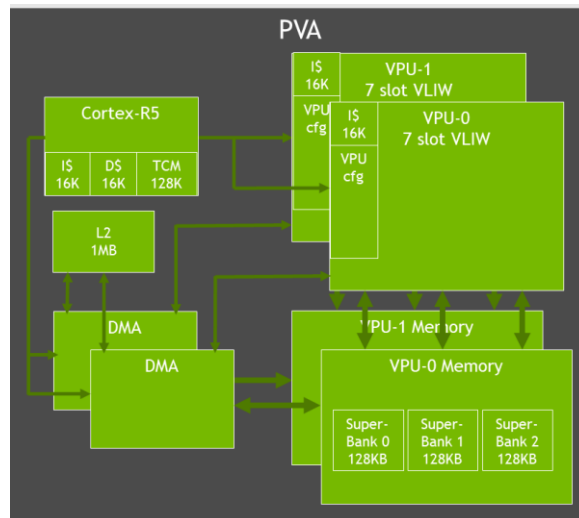 PVA
I$
16K
VPU-1
7 slot VLIW
VPU
cfg
I$
16K
VPU-0
7 slot VLIW
VPU
cfg
Cortex-R5
I$
16K
D$
16K
TCM
128K
L2
1MB
DMA
DMA
VPU-1 Memory
VPU-0 Memory
Super-
Bank 0
128KB
Super-
Bank 1
128KB
Super-
Bank 2
128KB